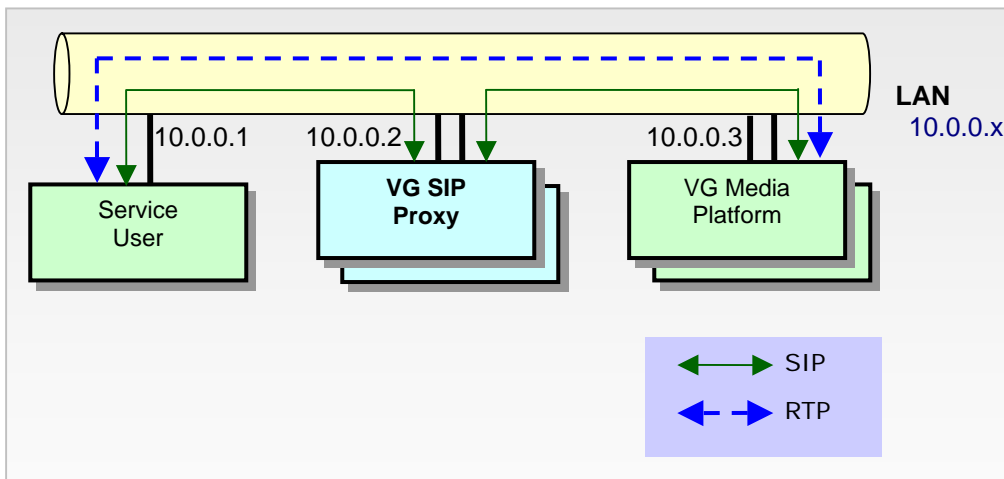 LAN
10.0.0.x
10.0.0.1
10.0.0.2
10.0.0.3
Service
User
VG SIP
Proxy
VG Media
Platform
SIP
RTP